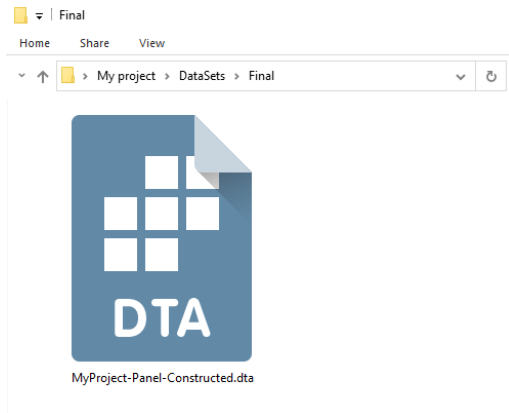 Final
Home Share View
My project > DataSets > Final
DTA
MyProject-Panel-Constructed.dta